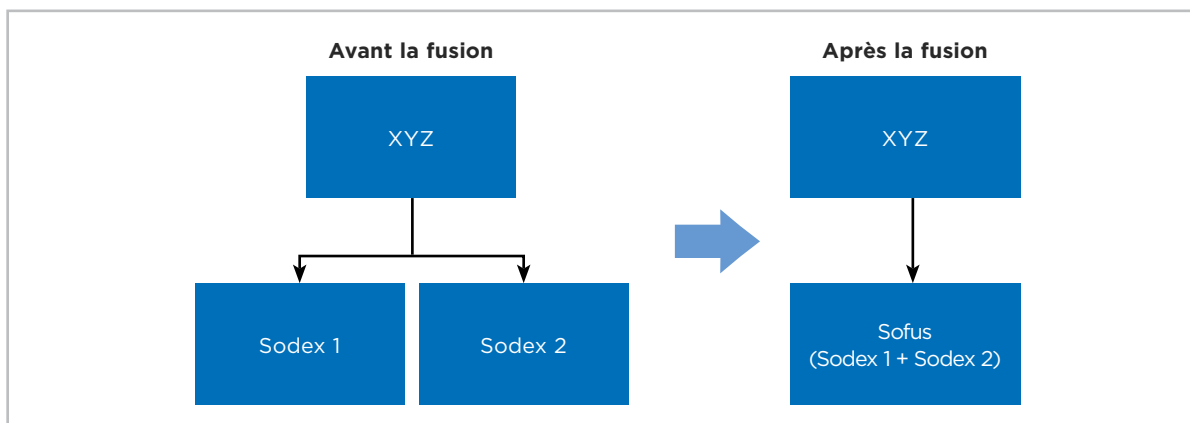 Avant la fusion
Après la fusion
XYZ
XYZ
Sodex 1
Sodex 2
Sofus
(Sodex 1 + Sodex 2)